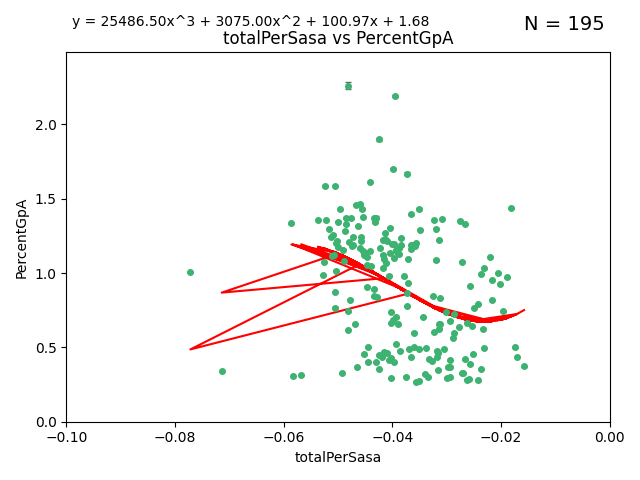 y = 25486.50x^3 + 3075.00x^2 + 100.97x + 1.68
N = 195
totalPerSasa vs PercentGpA
PercentGpA
2.0
1.5
1.0
0.5
0.0
−0.10 −0.08 −0.06 −0.04 −0.02 0.00
totalPerSasa